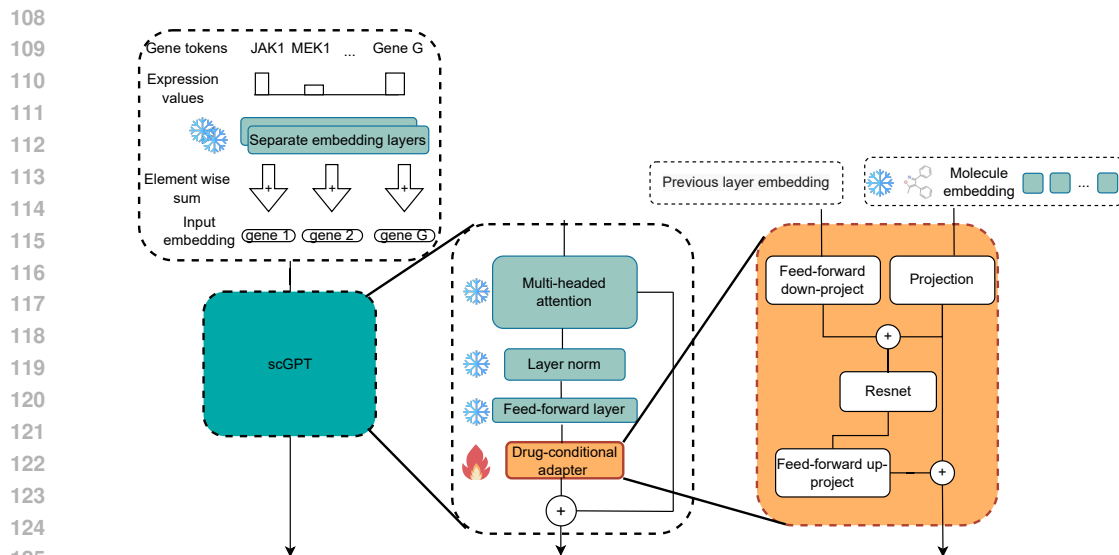 108
109
110
111
112
113
114
115
116
117
118
119
120
121
122
123
124
Gene tokens JAK1 MEK1 ... Gene G
Expression
values
Separate embedding layers
Element wise
sum
+ + +
Input
embedding
gene 1 gene 2 gene G
scGPT
Multi-headed
attention
Layer norm
Feed-forward layer
Drug-conditional
adapter
+
Previous layer embedding
Molecule
embedding
...
Feed-forward
down-project
Projection
+
Resnet
Feed-forward up-
project
+